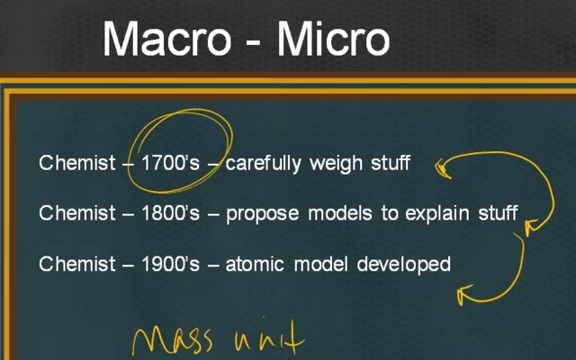 Macro - Micro
Chemist – 1700's – carefully weigh stuff
Chemist – 1800's – propose models to explain stuff
Chemist – 1900's – atomic model developed
mass unit